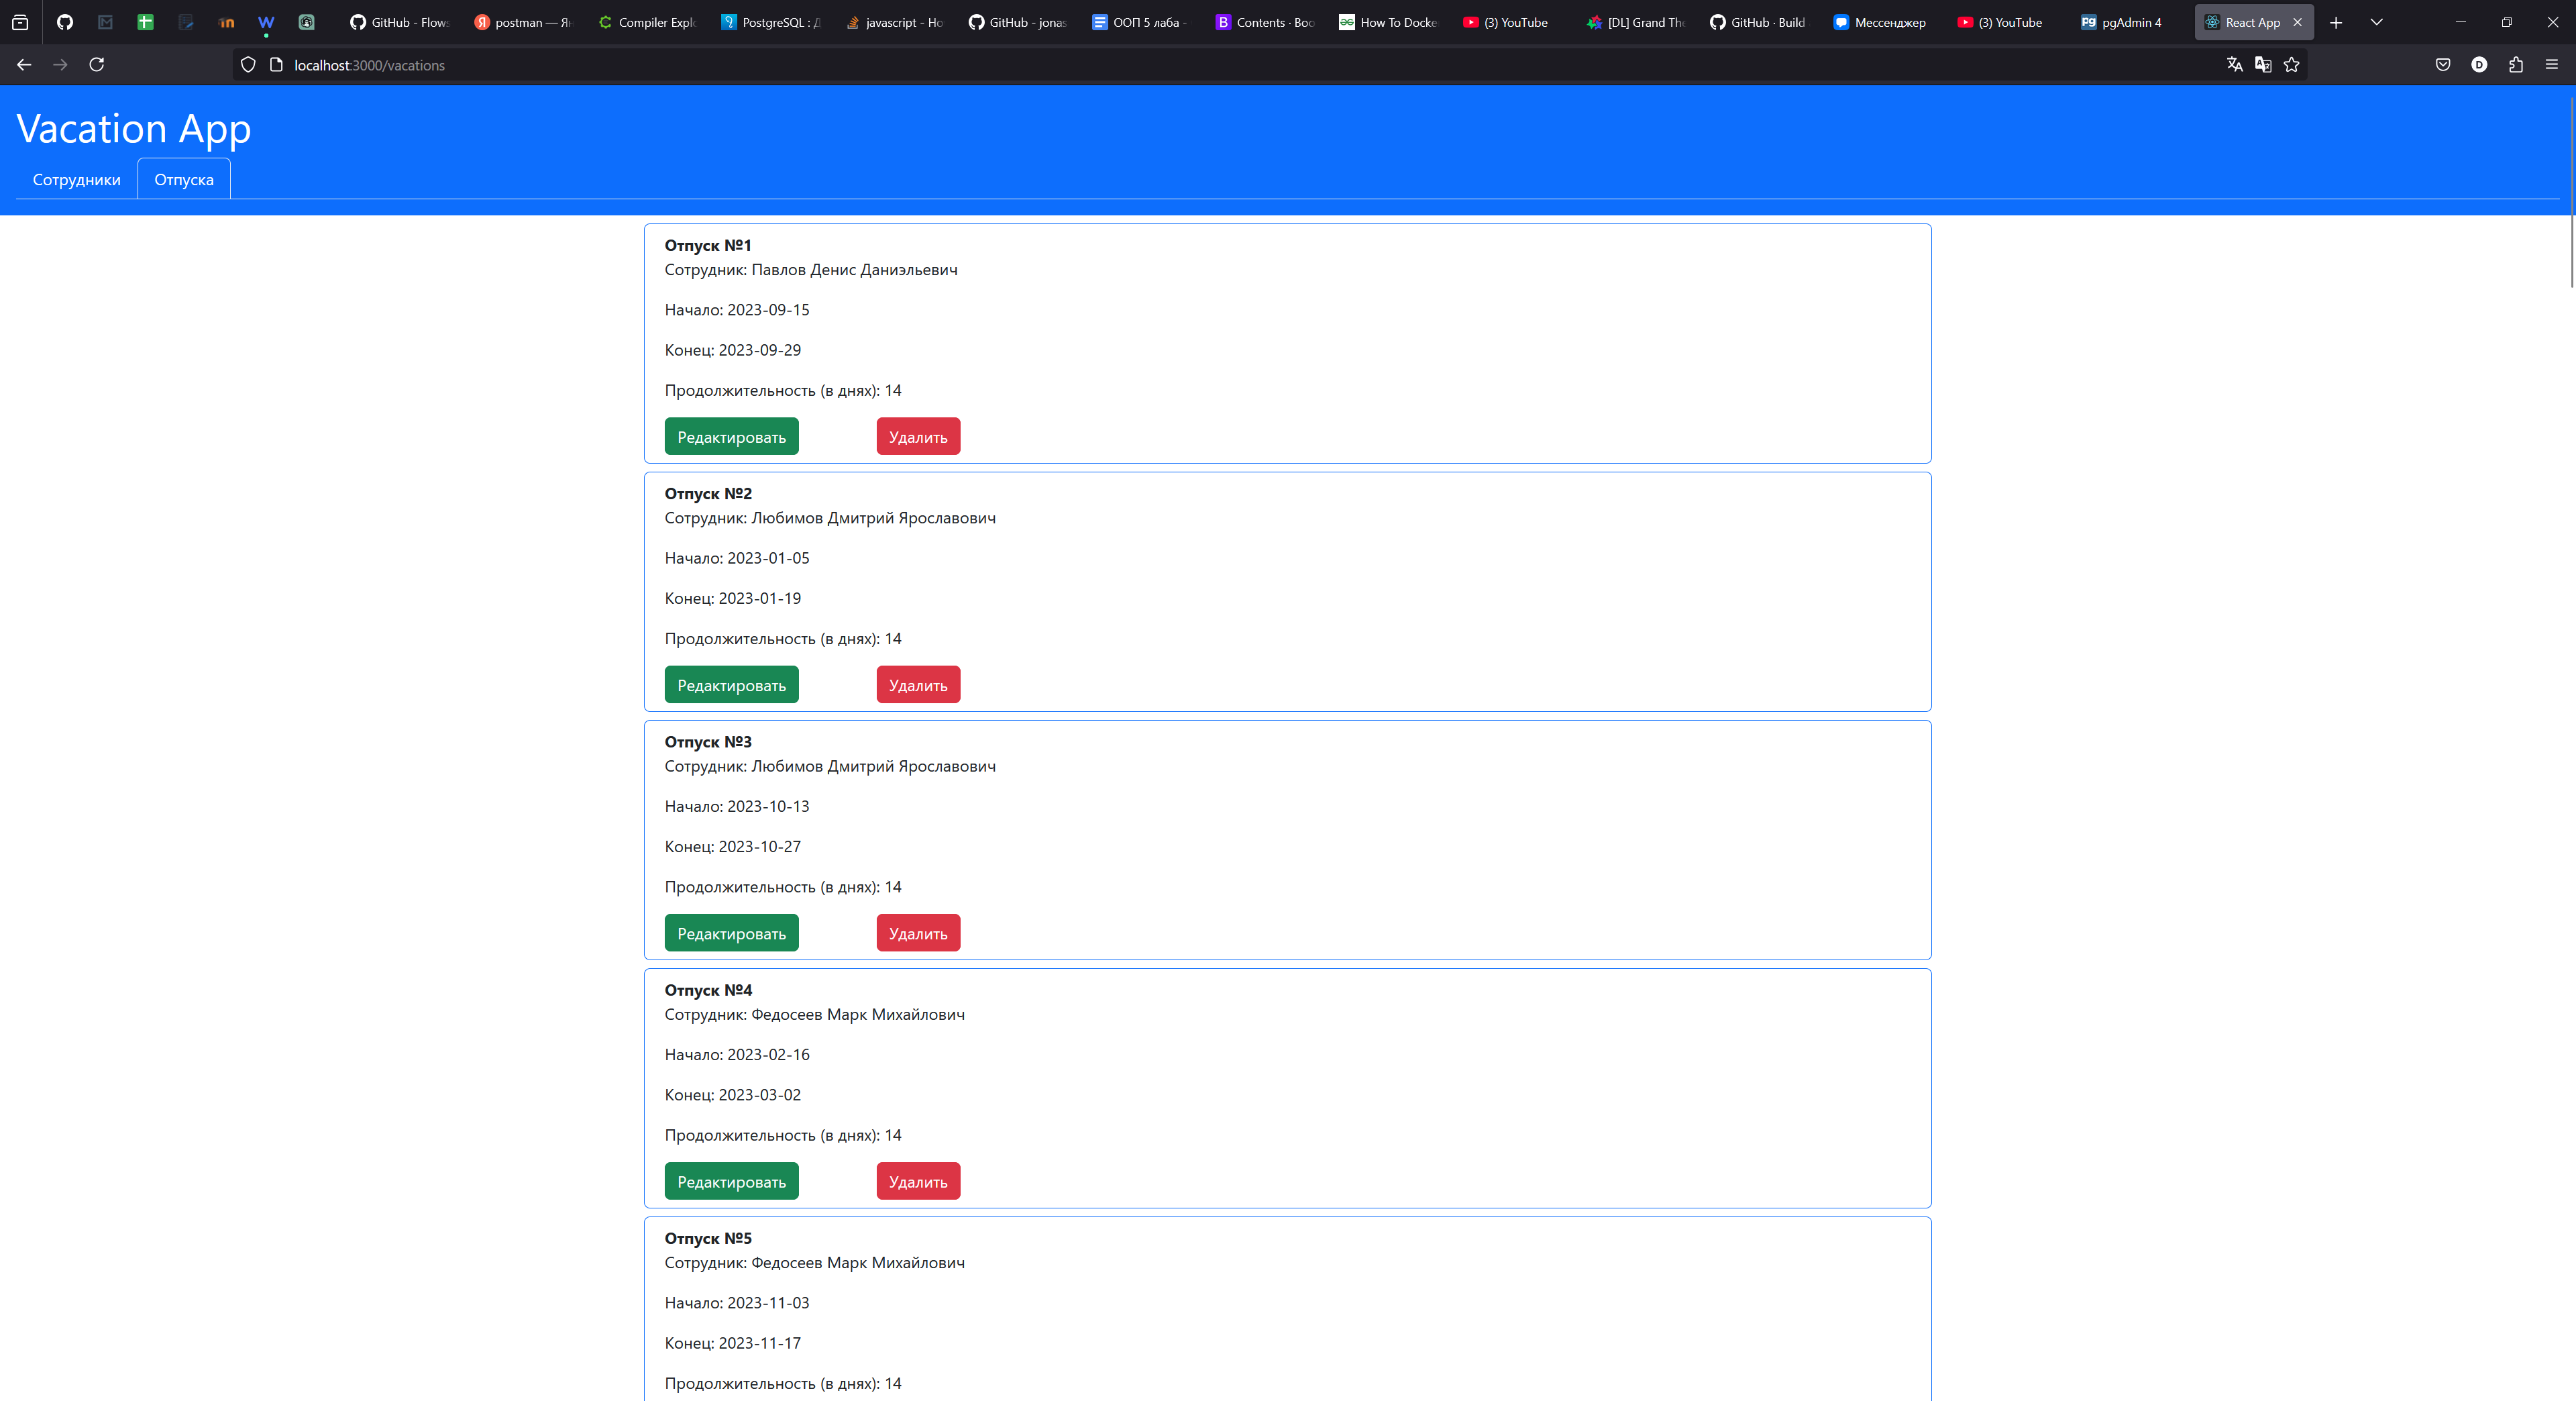 GitHub - Flows
postman — Ян
Compiler Explo
PostgreSQL : Д
javascript - Ho
GitHub - jonas
ООП 5 лаба -
Contents · Boo
How To Docke
(3) YouTube
[DL] Grand The
GitHub · Build
Мессенджер
(3) YouTube
pgAdmin 4
React App
localhost:3000/vacations
Vacation App
Сотрудники
Отпуска
Отпуск №1
Сотрудник: Павлов Денис Даниэльевич
Начало: 2023-09-15
Конец: 2023-09-29
Продолжительность (в днях): 14
Редактировать Удалить
Отпуск №2
Сотрудник: Любимов Дмитрий Ярославович
Начало: 2023-01-05
Конец: 2023-01-19
Продолжительность (в днях): 14
Редактировать Удалить
Отпуск №3
Сотрудник: Любимов Дмитрий Ярославович
Начало: 2023-10-13
Конец: 2023-10-27
Продолжительность (в днях): 14
Редактировать Удалить
Отпуск №4
Сотрудник: Федосеев Марк Михайлович
Начало: 2023-02-16
Конец: 2023-03-02
Продолжительность (в днях): 14
Редактировать Удалить
Отпуск №5
Сотрудник: Федосеев Марк Михайлович
Начало: 2023-11-03
Конец: 2023-11-17
Продолжительность (в днях): 14